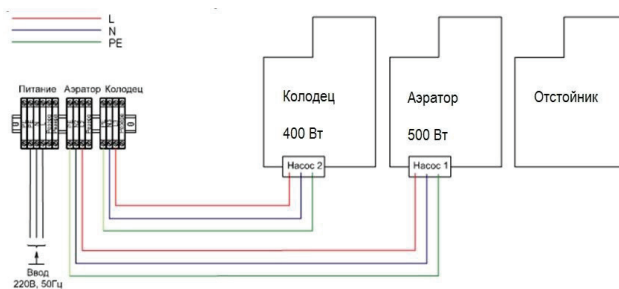 L
N
PE
Питание Аэратор Колодец
Колодец
400 Вт
Аэратор
500 Вт
Отстойник
Насос 2
Насос 1
Ввод
220В, 50Гц